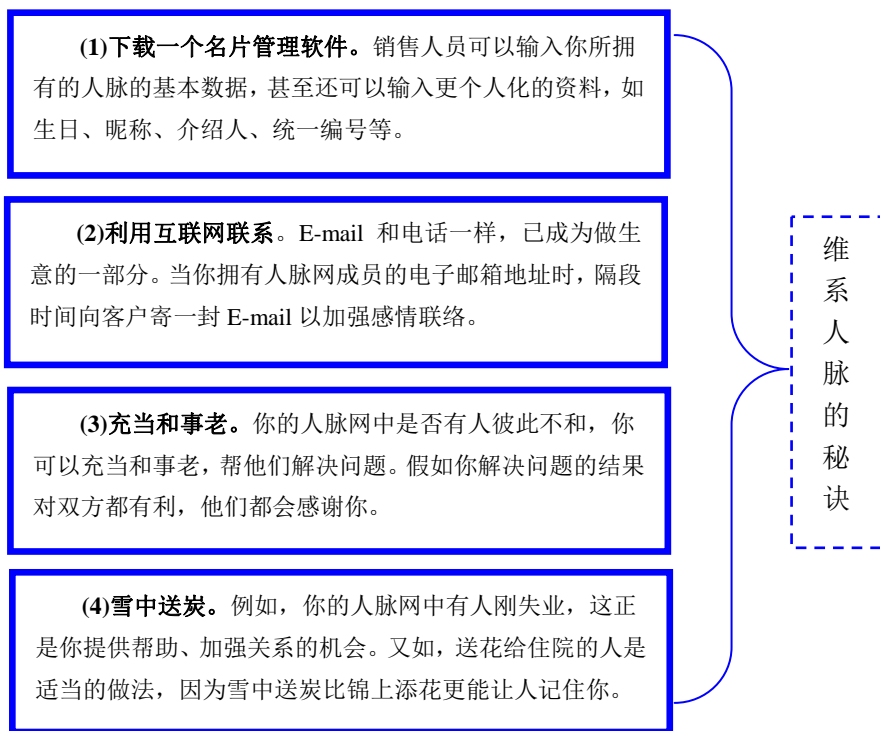 (1)下载一个名片管理软件。销售人员可以输入你所拥
有的人脉的基本数据，甚至还可以输入更个人化的资料，如
生日、昵称、介绍人、统一编号等。
(2)利用互联网联系。E-mail 和电话一样，已成为做生
意的一部分。当你拥有人脉网成员的电子邮箱地址时，隔段
时间向客户寄一封 E-mail 以加强感情联络。
(3)充当和事老。你的人脉网中是否有人彼此不和，你
可以充当和事老，帮他们解决问题。假如你解决问题的结果
对双方都有利，他们都会感谢你。
(4)雪中送炭。例如，你的人脉网中有人刚失业，这正
是你提供帮助、加强关系的机会。又如，送花给住院的人是
适当的做法，因为雪中送炭比锦上添花更能让人记住你。
维系人脉的秘诀